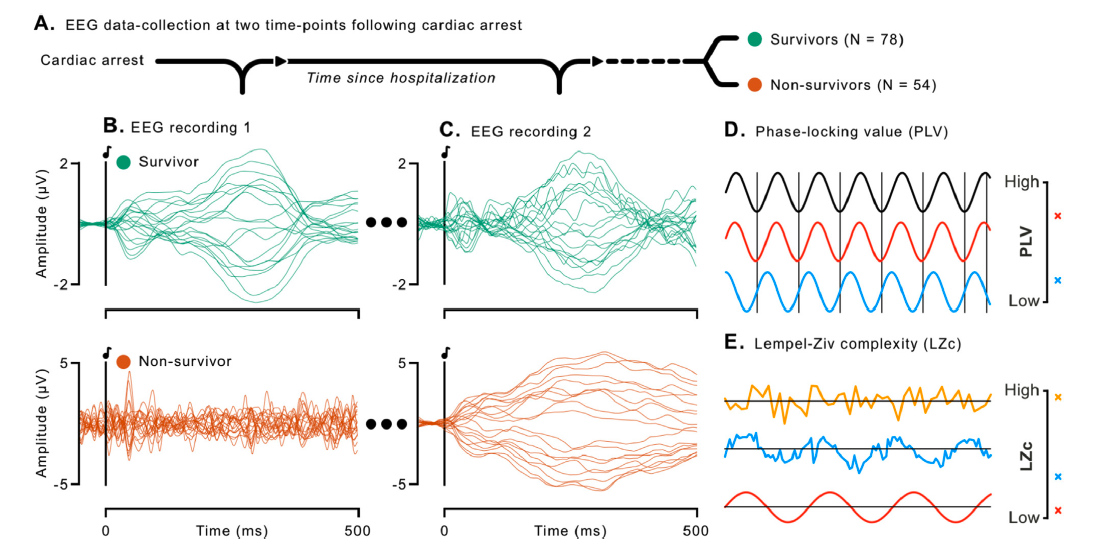 A. EEG data-collection at two time-points following cardiac arrest
Cardiac arrest
Time since hospitalization
Survivors (N = 78)
Non-survivors (N = 54)
B. EEG recording 1
Survivor
Amplitude (μV)
2
-2
Non-survivor
Amplitude (μV)
5
-5
0
Time (ms)
500
C. EEG recording 2
2
-2
5
-5
0
Time (ms)
500
D. Phase-locking value (PLV)
High
PLV
Low
E. Lempel-Ziv complexity (LZc)
High
LZc
Low